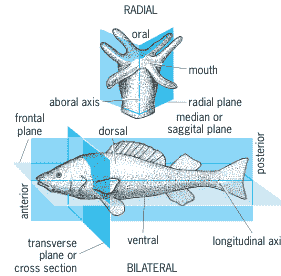 RADIAL
oral
mouth
aboral axis
radial plane
frontal
plane
dorsal
median or
saggital plane
posterior
anterior
transverse
plane or
cross section
ventral
longitudinal axi
BILATERAL